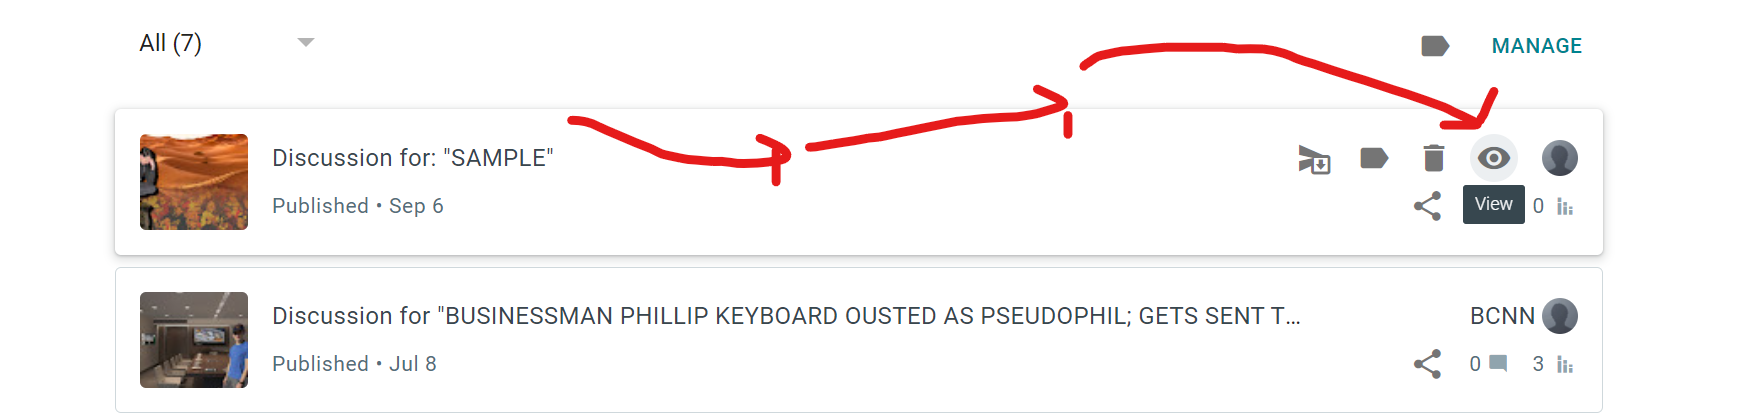 All (7)
MANAGE
Discussion for: "SAMPLE"
Published • Sep 6
View
0
Discussion for "BUSINESSMAN PHILLIP KEYBOARD OUSTED AS PSEUDOPHIL; GETS SENT T...
BCNN
Published • Jul 8
0
3